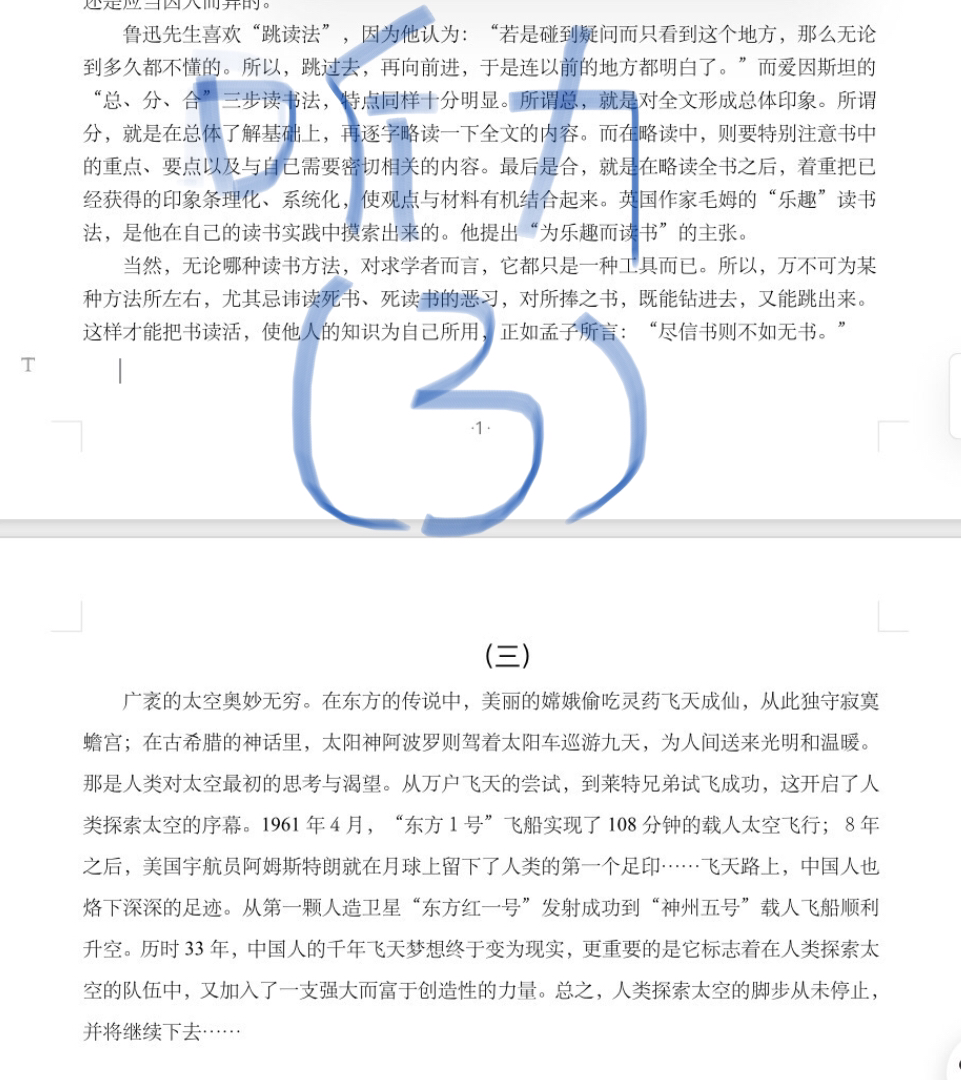 还是应当因人而异的。
鲁迅先生喜欢“跳读法”，因为他认为：“若是碰到疑问而只看到这个地方，那么无论
到多久都不懂的。所以，跳过去，再向前进，于是连以前的地方都明白了。”而爱因斯坦的
“总、分、合”三步读书法，特点同样十分明显。所谓总，就是对全文形成总体印象。所谓
分，就是在总体了解基础上，再逐字略读一下全文的内容。而在略读中，则要特别注意书中
的重点、要点以及与自己需要密切相关的内容。最后是合，就是在略读全书之后，着重把已
经获得的印象条理化、系统化，使观点与材料有机结合起来。英国作家毛姆的“乐趣”读书
法，是他在自己的读书实践中摸索出来的。他提出“为乐趣而读书”的主张。
当然，无论哪种读书方法，对求学者而言，它都只是一种工具而已。所以，万不可为某
种方法所左右，尤其忌讳读死书、死读书的恶习，对所捧之书，既能钻进去，又能跳出来。
这样才能把书读活，使他人的知识为自己所用，正如孟子所言：“尽信书则不如无书。”
听力
(3)
·1·
(三)
广袤的太空奥妙无穷。在东方的传说中，美丽的嫦娥偷吃灵药飞天成仙，从此独守寂寞
蟾宫；在古希腊的神话里，太阳神阿波罗则驾着太阳车巡游九天，为人间送来光明和温暖。
那是人类对太空最初的思考与渴望。从万户飞天的尝试，到莱特兄弟试飞成功，这开启了人
类探索太空的序幕。1961 年 4 月，“东方 1 号”飞船实现了 108 分钟的载人太空飞行； 8 年
之后，美国宇航员阿姆斯特朗就在月球上留下了人类的第一个足印……飞天路上，中国人也
烙下深深的足迹。从第一颗人造卫星“东方红一号”发射成功到“神州五号”载人飞船顺利
升空。历时 33 年，中国人的千年飞天梦想终于变为现实，更重要的是它标志着在人类探索太
空的队伍中，又加入了一支强大而富于创造性的力量。总之，人类探索太空的脚步从未停止，
并将继续下去……